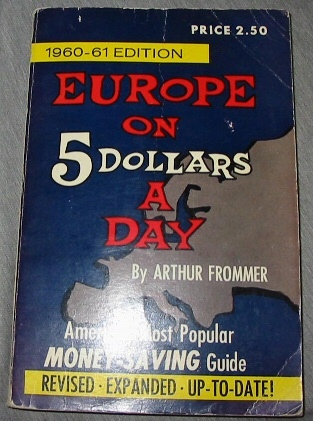 PRICE 2.50
1960-61 EDITION
EUROPE
ON
5 DOLLARS
A
DAY
By ARTHUR FROMMER
Most Popular
MONEY-SAVING Guide
REVISED · EXPANDED · UP-TO-DATE!